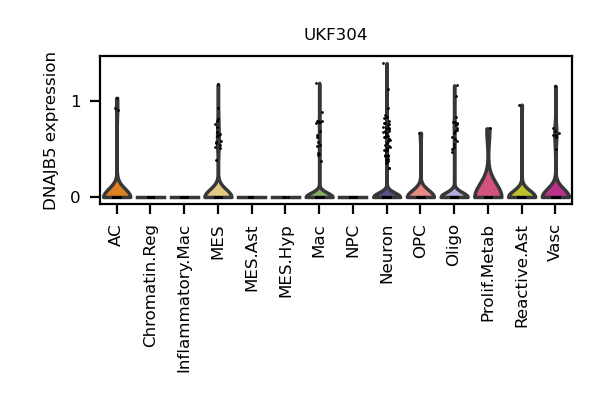 UKF304
DNAJB5 expression
1
0
AC
Chromatin.Reg
Inflammatory.Mac
MES
MES.Ast
MES.Hyp
Mac
NPC
Neuron
OPC
Oligo
Prolif.Metab
Reactive.Ast
Vasc